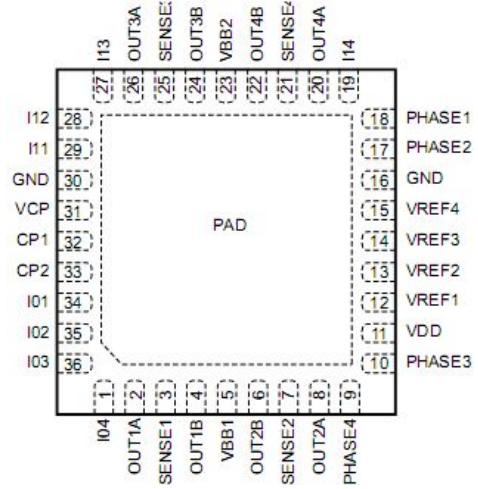 I13 OUT3A SENSE3 OUT3B VBB2 OUT4B SENSE4 OUT4A I14
27 26 25 24 23 22 21 20 19
I12 28 18 PHASE1
I11 29 17 PHASE2
GND 30 16 GND
VCP 31 15 VREF4
PAD
CP1 32 14 VREF3
CP2 33 13 VREF2
I01 34 12 VREF1
I02 35 11 VDD
I03 36 10 PHASE3
1 2 3 4 5 6 7 8 9
I04 OUT1A SENSE1 OUT1B VBB1 OUT2B SENSE2 OUT2A PHASE4